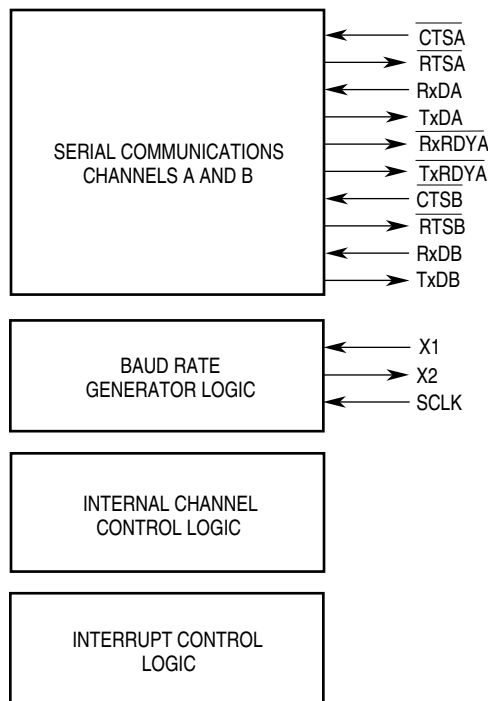 CTSA
RTSA
RxDA
TxDA
RxRDYA
TxRDYA
CTSB
RTSB
RxDB
TxDB
SERIAL COMMUNICATIONS
CHANNELS A AND B
X1
X2
SCLK
BAUD RATE
GENERATOR LOGIC
INTERNAL CHANNEL
CONTROL LOGIC
INTERRUPT CONTROL
LOGIC